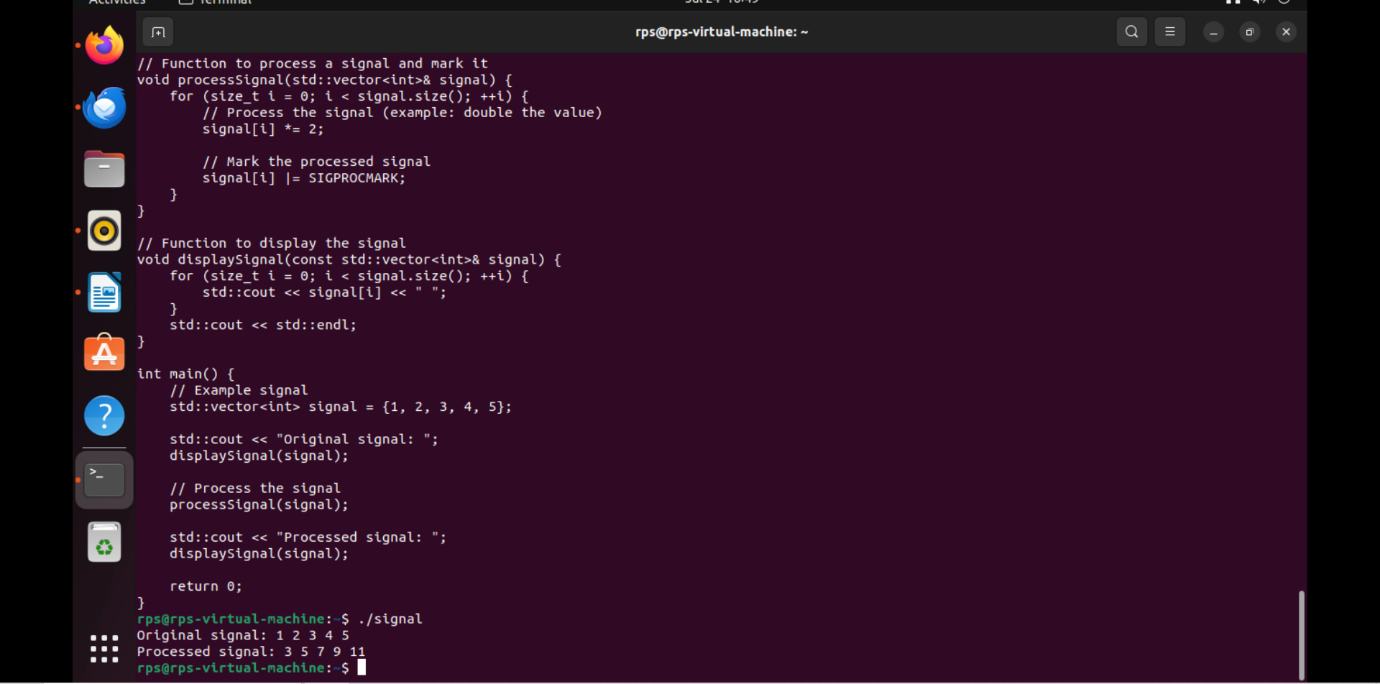 Activities Terminal Jul 24 16:49
rps@rps-virtual-machine: ~
// Function to process a signal and mark it
void processSignal(std::vector<int>& signal) {
    for (size_t i = 0; i < signal.size(); ++i) {
        // Process the signal (example: double the value)
        signal[i] *= 2;
        // Mark the processed signal
        signal[i] |= SIGPROCMARK;
    }
}
// Function to display the signal
void displaySignal(const std::vector<int>& signal) {
    for (size_t i = 0; i < signal.size(); ++i) {
        std::cout << signal[i] << " ";
    }
    std::cout << std::endl;
}
int main() {
    // Example signal
    std::vector<int> signal = {1, 2, 3, 4, 5};
    std::cout << "Original signal: ";
    displaySignal(signal);
    // Process the signal
    processSignal(signal);
    std::cout << "Processed signal: ";
    displaySignal(signal);
    return 0;
}
rps@rps-virtual-machine:~$ ./signal
Original signal: 1 2 3 4 5
Processed signal: 3 5 7 9 11
rps@rps-virtual-machine:~$